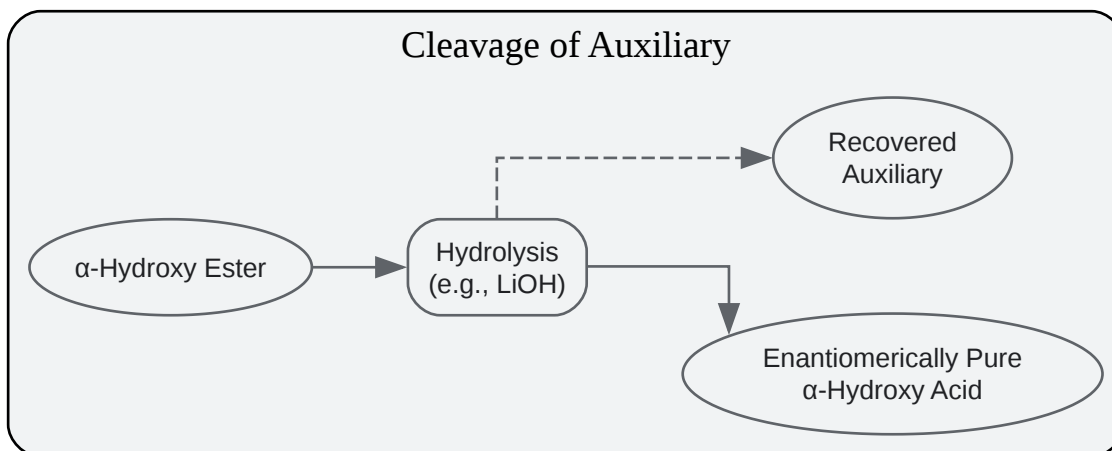 Cleavage of Auxiliary
Recovered
Auxiliary
α-Hydroxy Ester
Hydrolysis
(e.g., LiOH)
Enantiomerically Pure
α-Hydroxy Acid